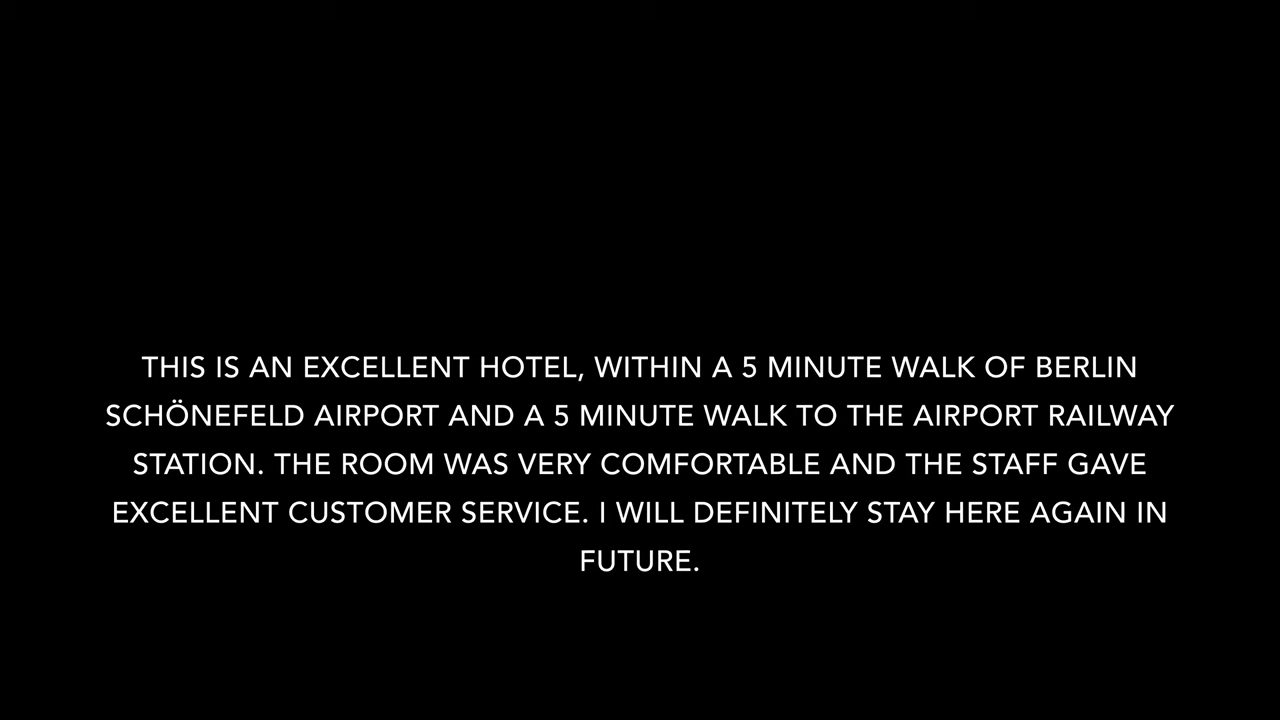 THIS IS AN EXCELLENT HOTEL, WITHIN A 5 MINUTE WALK OF BERLIN
SCHÖNEFELD AIRPORT AND A 5 MINUTE WALK TO THE AIRPORT RAILWAY
STATION. THE ROOM WAS VERY COMFORTABLE AND THE STAFF GAVE
EXCELLENT CUSTOMER SERVICE. I WILL DEFINITELY STAY HERE AGAIN IN
FUTURE.